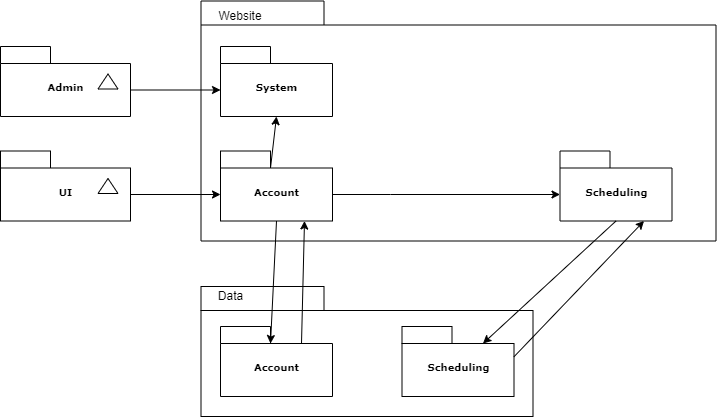 Website
Admin
System
UI
Account
Scheduling
Data
Account
Scheduling